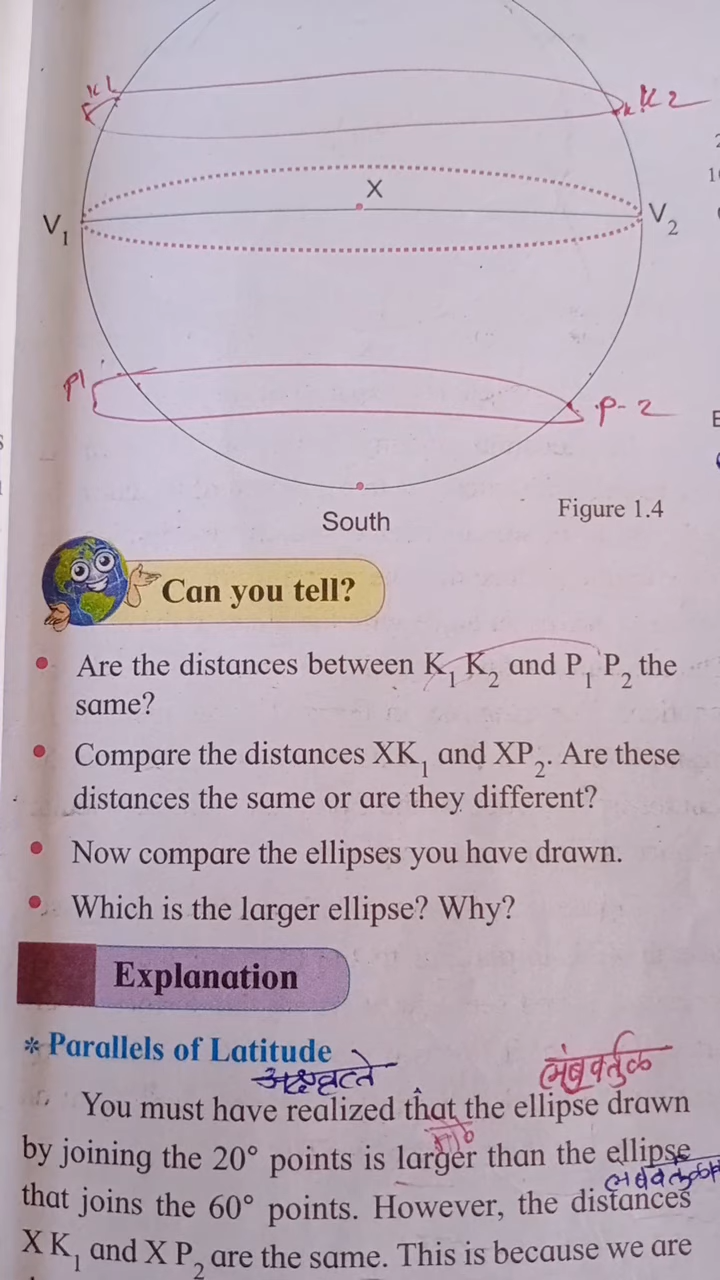 K1
K2
X
V₁
V₂
P1
P-2
South
Figure 1.4
Can you tell?
• Are the distances between K₁ K₂ and P₁ P₂ the
same?
• Compare the distances XK₁ and XP₂. Are these
distances the same or are they different?
• Now compare the ellipses you have drawn.
• Which is the larger ellipse? Why?
Explanation
* Parallels of Latitude
अक्षवृत्ते
लंबवर्तुळ
You must have realized that the ellipse drawn
by joining the 20° points is larger than the ellipse
that joins the 60° points. However, the distances
X K₁ and X P₂ are the same. This is because we are